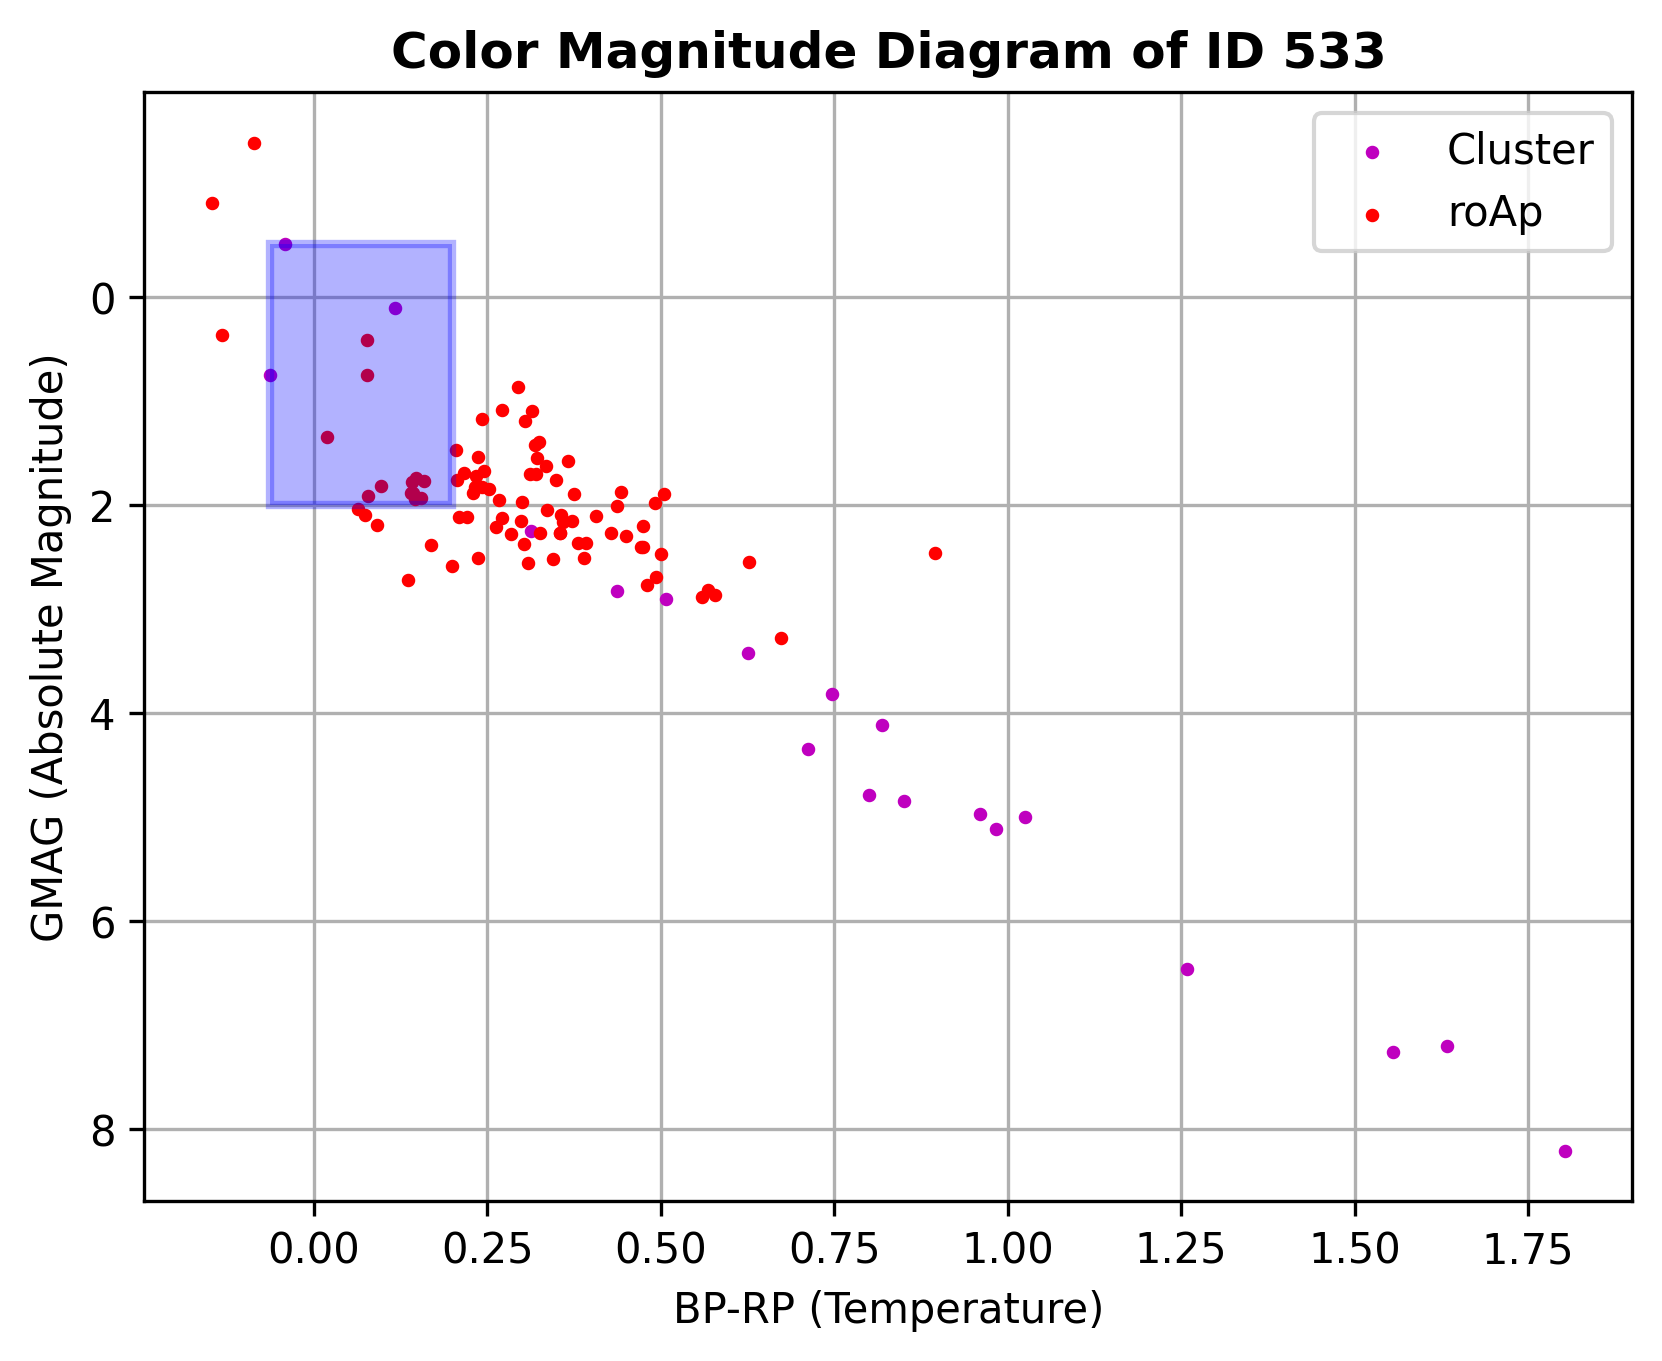 Color Magnitude Diagram of ID 533
Cluster
roAp
GMAG (Absolute Magnitude)
0
2
4
6
8
0.00 0.25 0.50 0.75 1.00 1.25 1.50 1.75
BP-RP (Temperature)